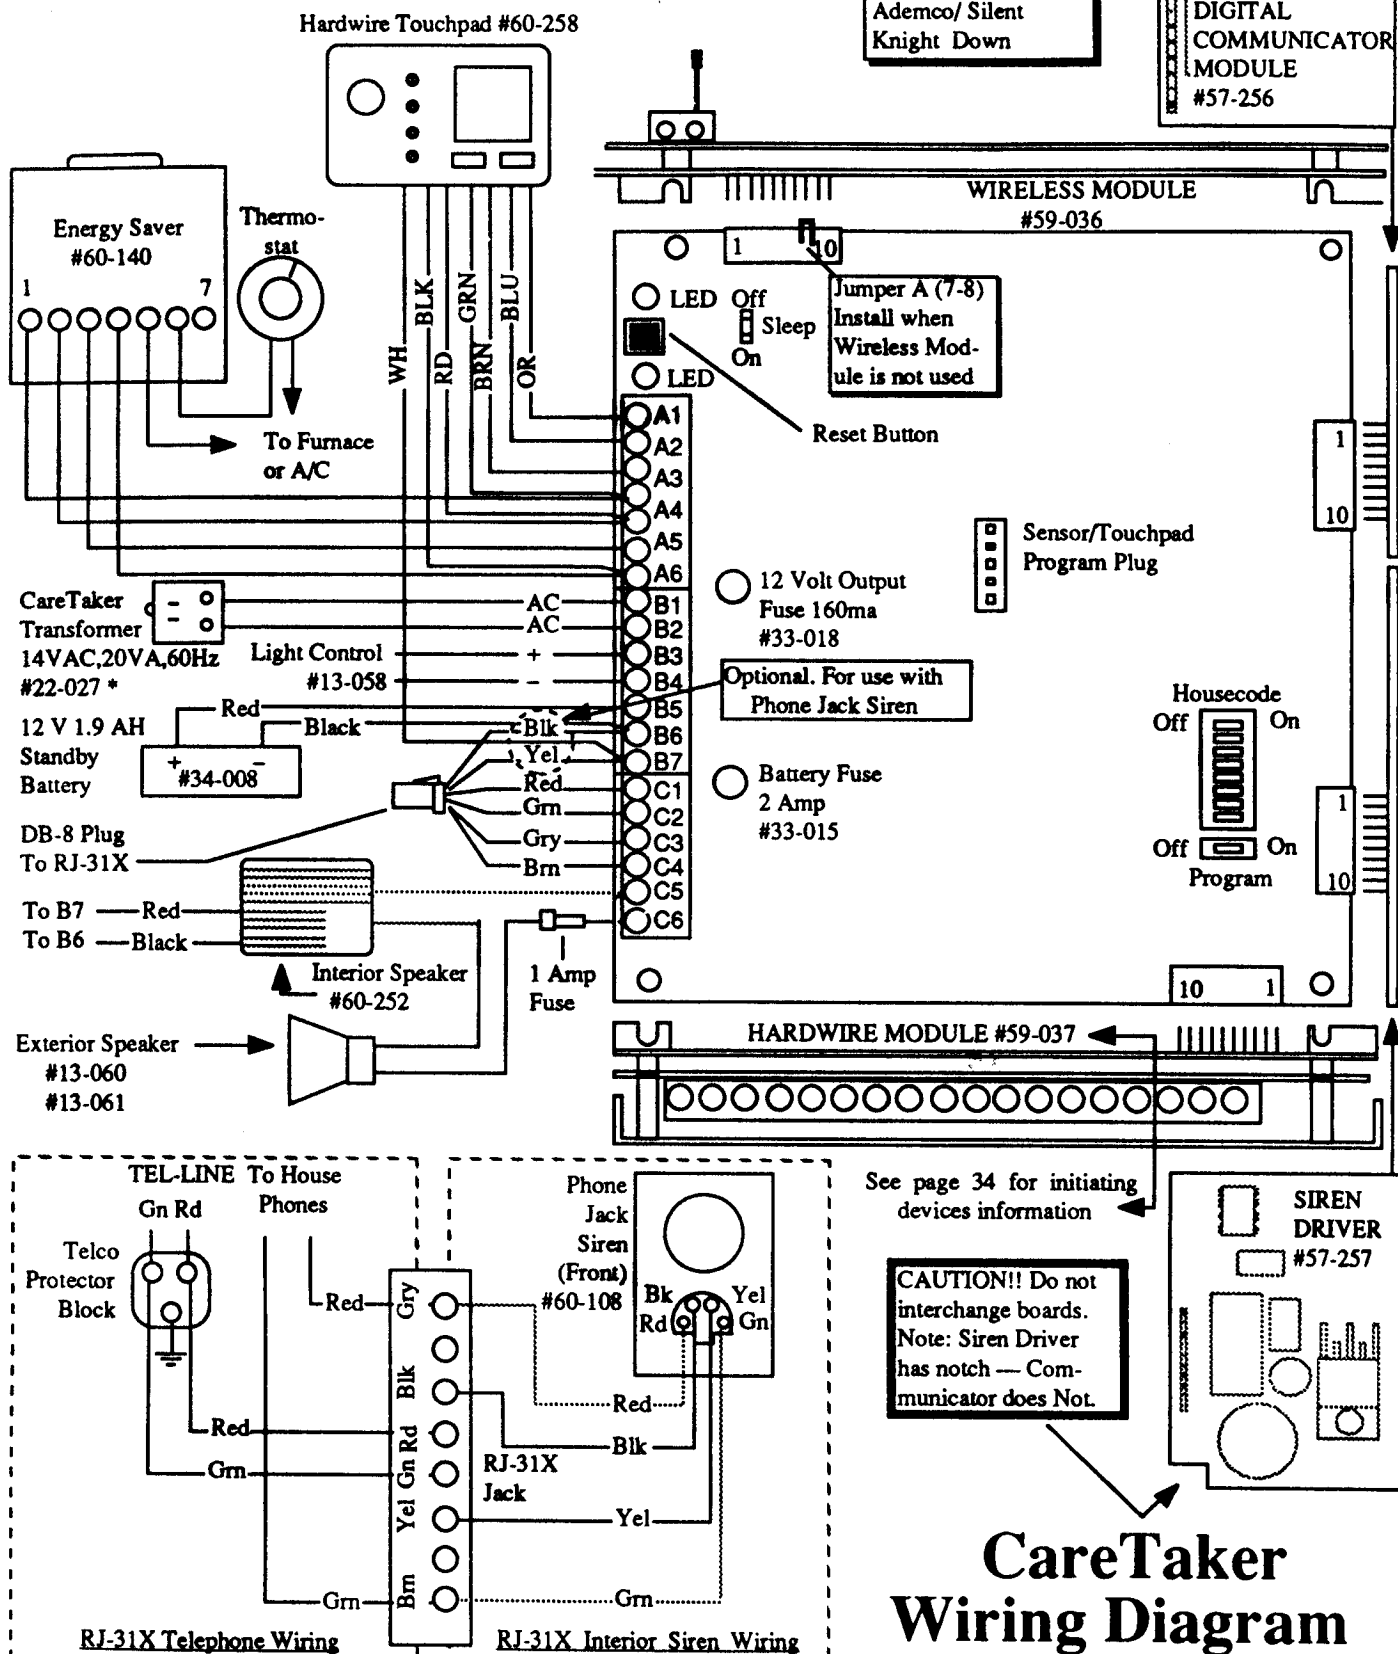 Hardwire Touchpad #60-258
Ademco/ Silent
Knight Down
DIGITAL
COMMUNICATOR
MODULE
#57-256
WIRELESS MODULE
#59-036
Energy Saver
#60-140
1
7
Thermo-
stat
To Furnace
or A/C
WH
BLK
RD
GRN
BRN
BLU
OR
1
10
LED
Off
Sleep
On
LED
Jumper A (7-8)
Install when
Wireless Mod-
ule is not used
Reset Button
A1
A2
A3
A4
A5
A6
B1
B2
B3
B4
B5
B6
B7
C1
C2
C3
C4
C5
C6
1
10
Sensor/Touchpad
Program Plug
12 Volt Output
Fuse 160ma
#33-018
CareTaker
Transformer
14VAC,20VA,60Hz
#22-027 *
AC
AC
Light Control
#13-058
+
–
Optional. For use with
Phone Jack Siren
Red
Black
12 V 1.9 AH
Standby
Battery
+
–
#34-008
Blk
Yel
Red
Grn
Gry
Brn
Battery Fuse
2 Amp
#33-015
Housecode
Off
On
Off
On
Program
1
10
DB-8 Plug
To RJ-31X
To B7
Red
To B6
Black
Interior Speaker
#60-252
1 Amp
Fuse
10
1
Exterior Speaker
#13-060
#13-061
HARDWIRE MODULE #59-037
See page 34 for initiating
devices information
SIREN
DRIVER
#57-257
CAUTION!! Do not
interchange boards.
Note: Siren Driver
has notch — Com-
municator does Not.
TEL-LINE
Gn Rd
To House
Phones
Telco
Protector
Block
Red
Red
Grn
Grn
Gry
Blk
Rd
Gn
Yel
Brn
RJ-31X
Jack
Phone
Jack
Siren
(Front)
#60-108
Bk
Yel
Rd
Gn
Red
Blk
Yel
Grn
RJ-31X Telephone Wiring
RJ-31X Interior Siren Wiring
CareTaker
Wiring Diagram